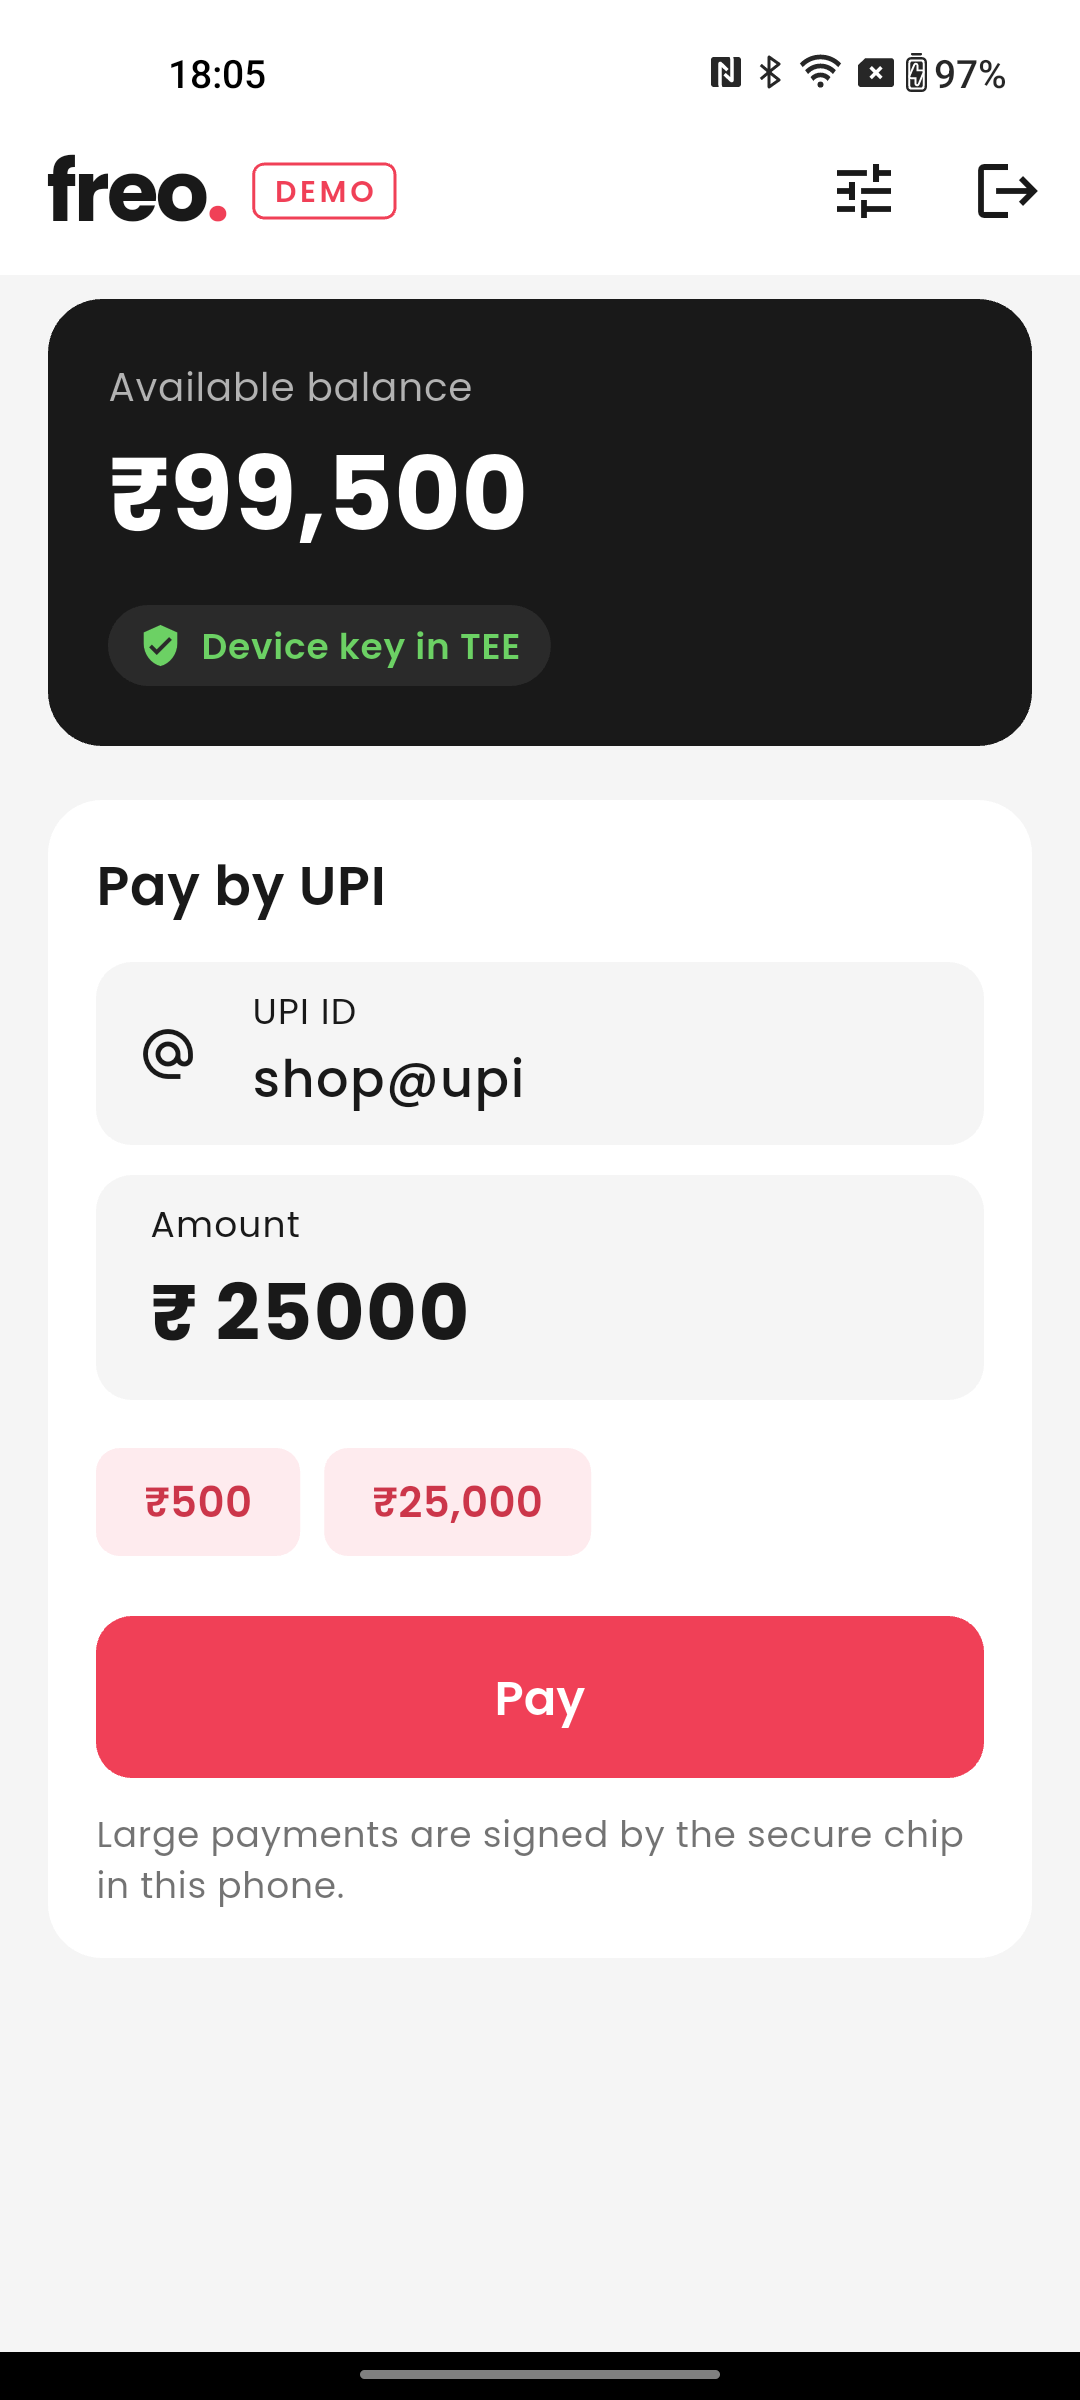 18:05 97%
freo. DEMO
Available balance
₹99,500
Device key in TEE
Pay by UPI
UPI ID
shop@upi
Amount
₹ 25000
₹500 ₹25,000
Pay
Large payments are signed by the secure chip
in this phone.